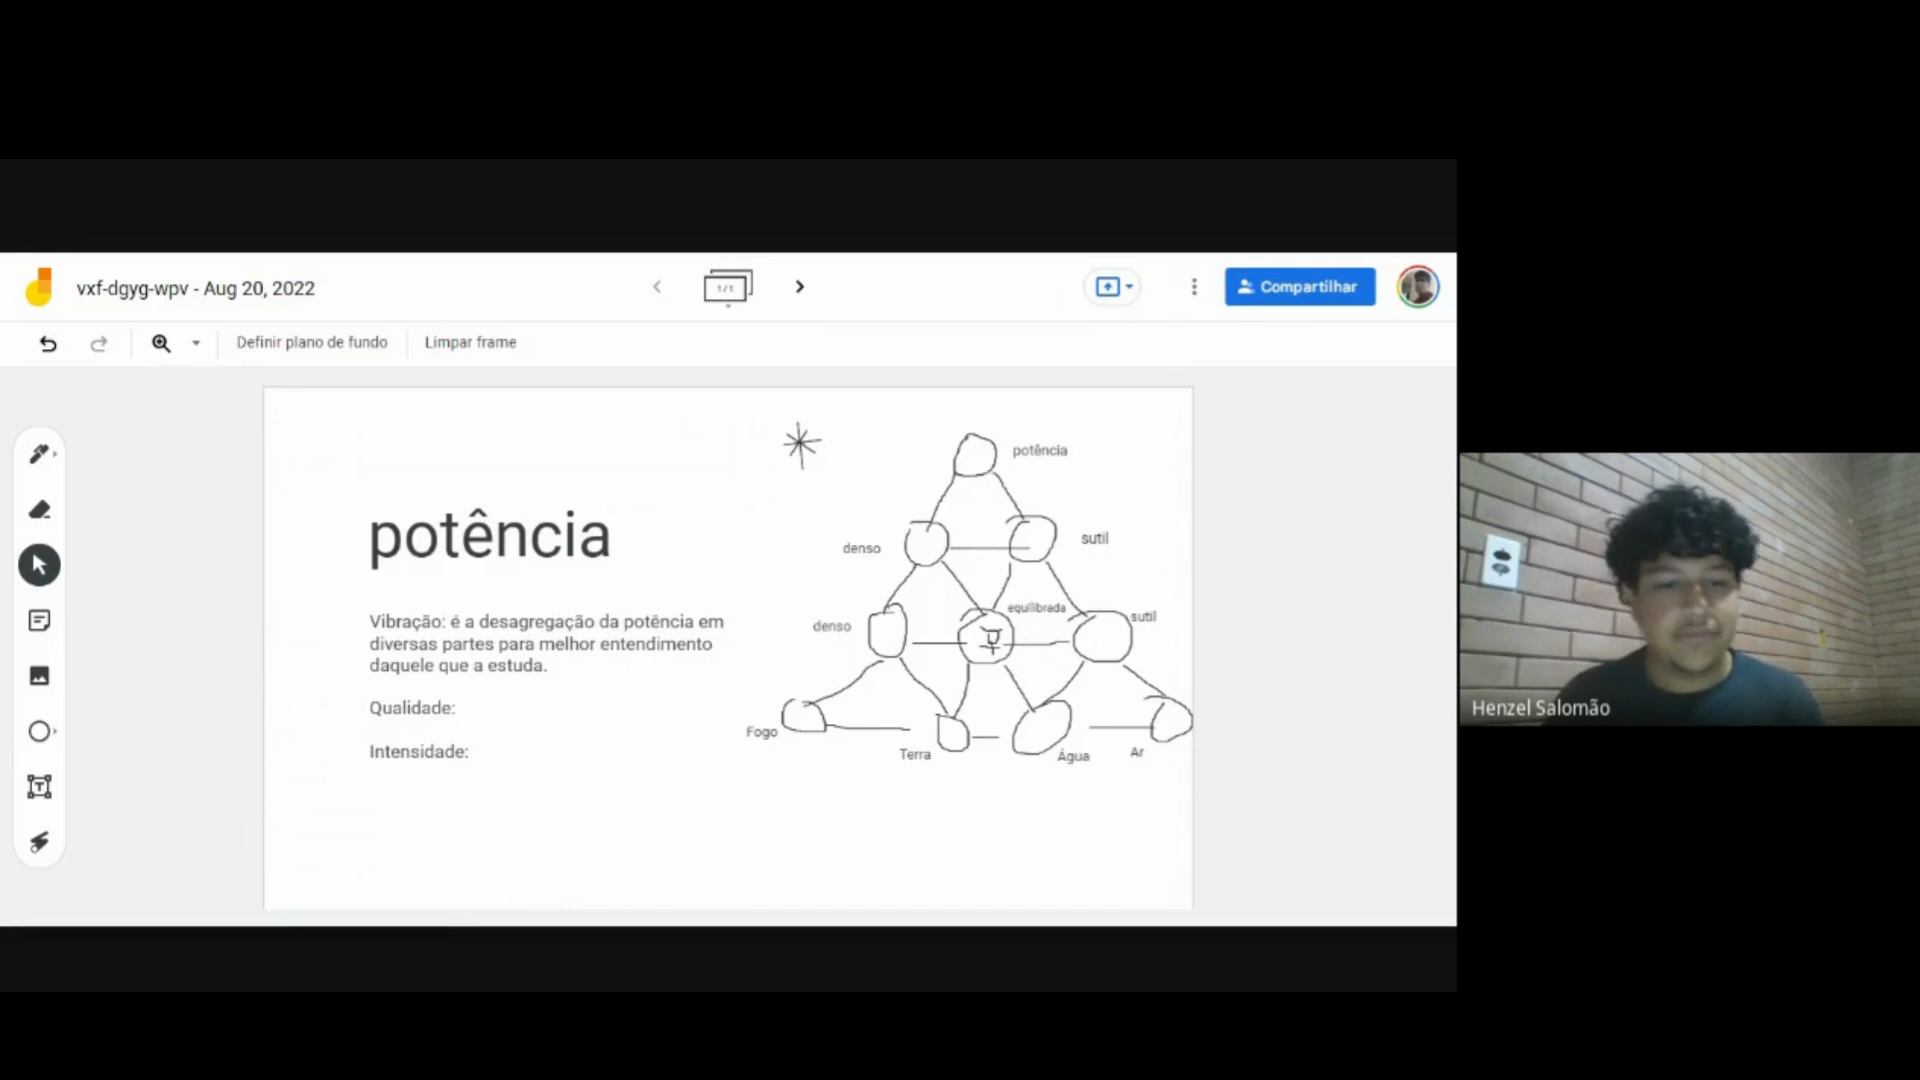 vxf-dgyg-wpv - Aug 20, 2022
1/1
Compartilhar
Definir plano de fundo
Limpar frame
potência
potência
denso
sutil
equilibrada
denso
sutil
Vibração: é a desagregação da potência em
diversas partes para melhor entendimento
daquele que a estuda.
Qualidade:
Intensidade:
Fogo
Terra
Água
Ar
Henzel Salomão